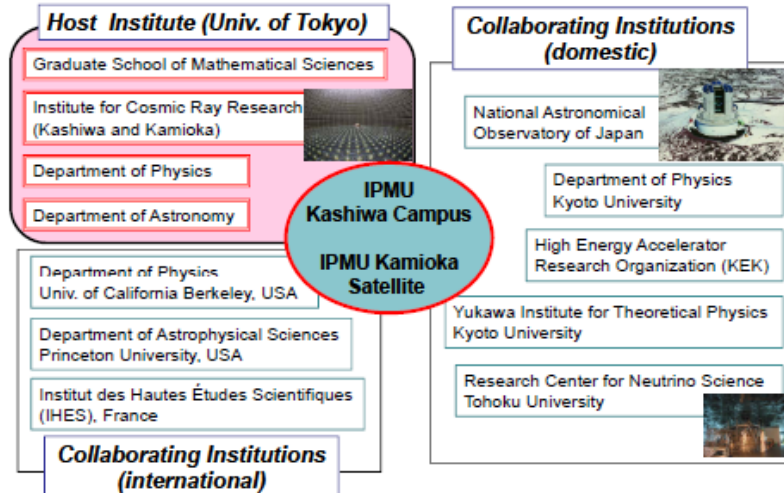 Host Institute (Univ. of Tokyo)
Graduate School of Mathematical Sciences
Institute for Cosmic Ray Research
(Kashiwa and Kamioka)
Department of Physics
Department of Astronomy
IPMU
Kashiwa Campus
IPMU Kamioka
Satellite
Collaborating Institutions
(domestic)
National Astronomical
Observatory of Japan
Department of Physics
Kyoto University
High Energy Accelerator
Research Organization (KEK)
Yukawa Institute for Theoretical Physics
Kyoto University
Research Center for Neutrino Science
Tohoku University
Department of Physics
Univ. of California Berkeley, USA
Department of Astrophysical Sciences
Princeton University, USA
Institut des Hautes Études Scientifiques
(IHES), France
Collaborating Institutions
(international)